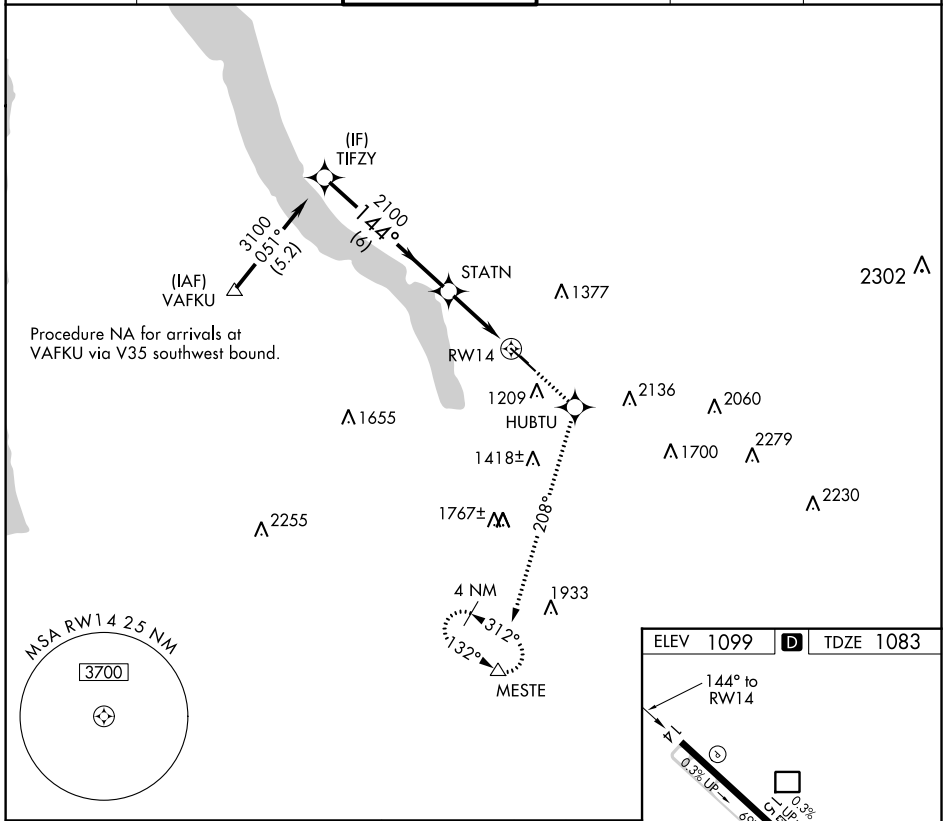 (IF)
TIFZY
2100
144°
(6)
3100
051°
(5.2)
(IAF)
VAFKU
STATN
1377
2302
Procedure NA for arrivals at
VAFKU via V35 southwest bound.
RW14
1209
2136
2060
HUBTU
1655
1418±
1700
2279
2255
1767±
208°
2230
4 NM
1933
312°
132°
MESTE
MSA RW14 25 NM
3700
ELEV 1099 D TDZE 1083
144° to
RW14
14
P
0.3% UP
0.3%
UP